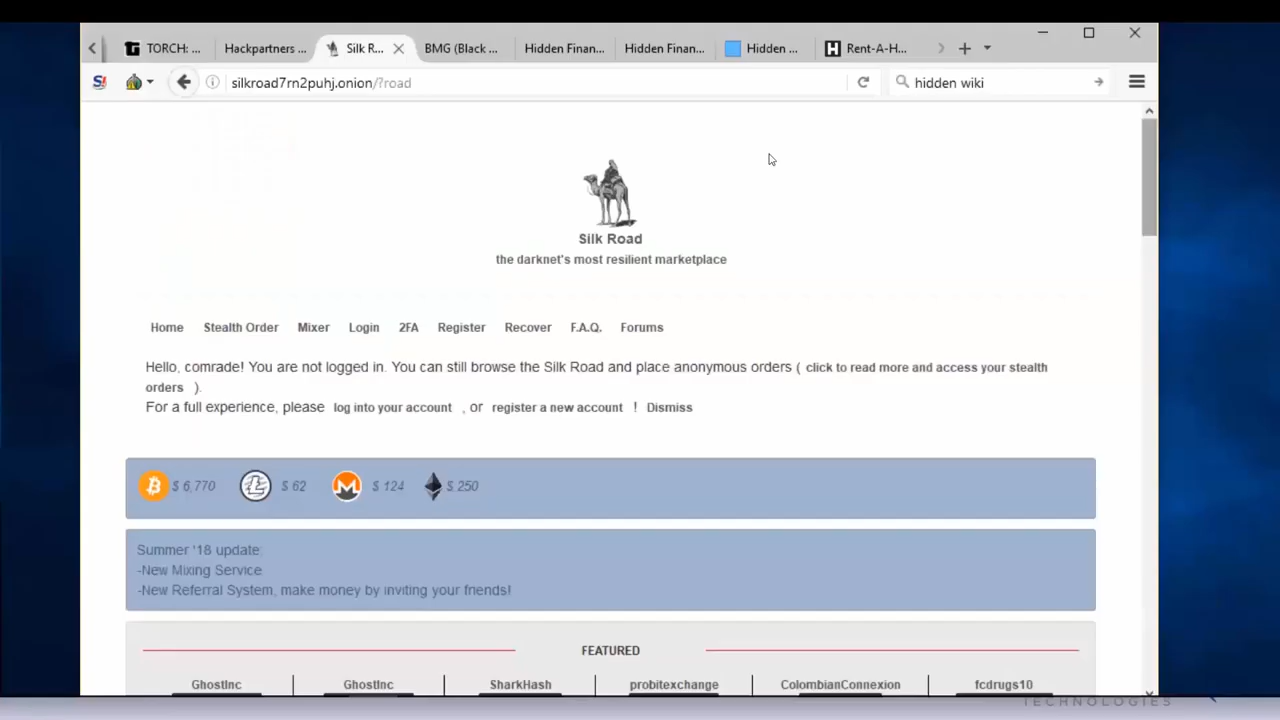 TORCH: ...
Hackpartners ...
Silk R...
BMG (Black ...
Hidden Finan...
Hidden Finan...
Hidden ...
H Rent-A-H...
S!
silkroad7rn2puhj.onion/?road
hidden wiki
Silk Road
the darknet's most resilient marketplace
Home Stealth Order Mixer Login 2FA Register Recover F.A.Q. Forums
Hello, comrade! You are not logged in. You can still browse the Silk Road and place anonymous orders ( click to read more and access your stealth
orders ).
For a full experience, please log into your account , or register a new account ! Dismiss
$ 6,770 $ 62 $ 124 $ 250
Summer '18 update:
-New Mixing Service
-New Referral System, make money by inviting your friends!
FEATURED
GhostInc GhostInc SharkHash probitexchange ColombianConnexion fcdrugs10
TECHNOLOGIES